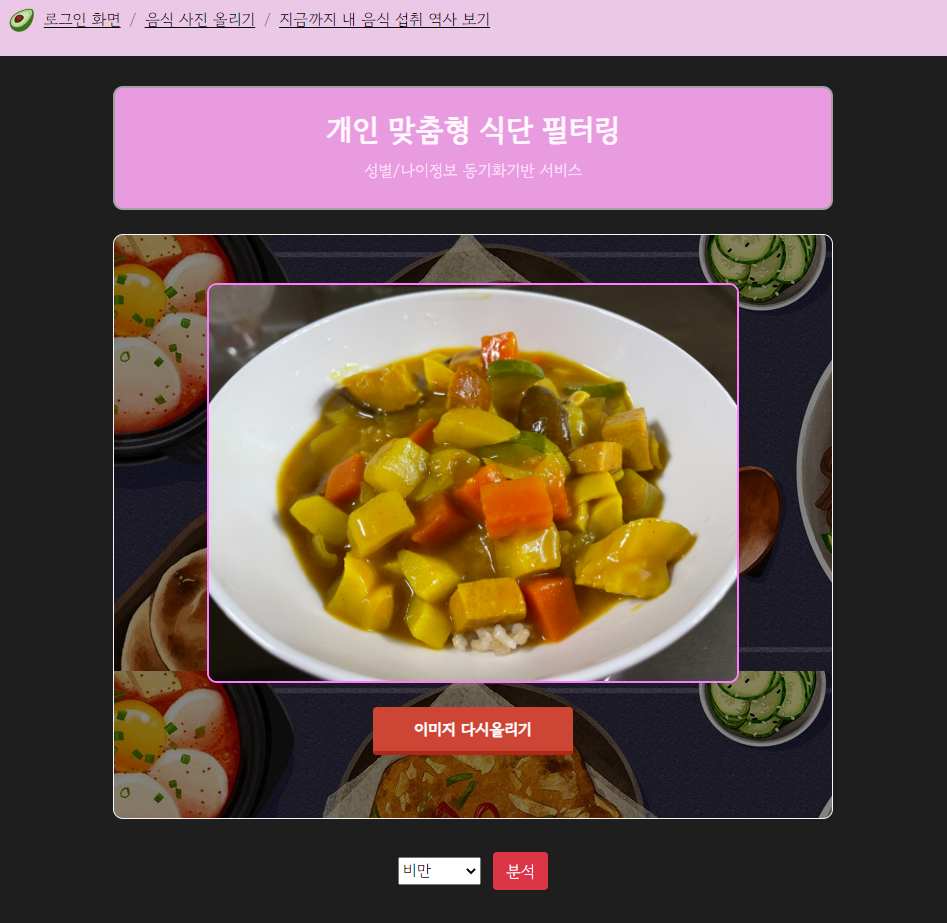 로그인 화면 / 음식 사진 올리기 / 지금까지 내 음식 섭취 역사 보기
개인 맞춤형 식단 필터링
성별/나이정보 동기화기반 서비스
이미지 다시올리기
비만 분석